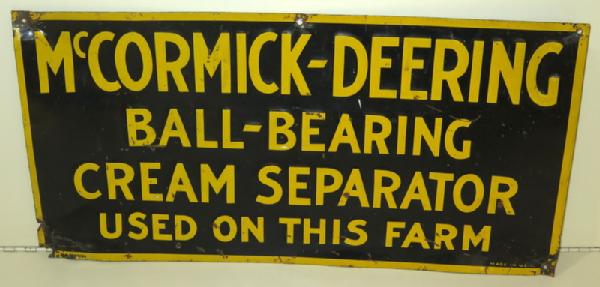 McCORMICK-DEERING
BALL-BEARING
CREAM SEPARATOR
USED ON THIS FARM